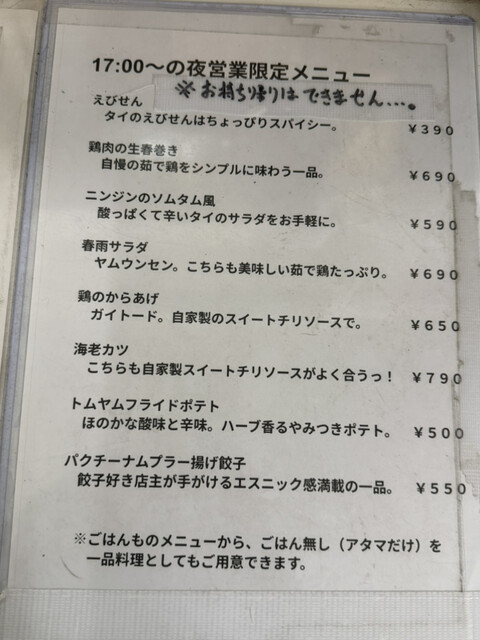 17:00～の夜営業限定メニュー
※お持ち帰りはできません…。
えびせん
タイのえびせんはちょっぴりスパイシー。 ¥390
鶏肉の生春巻き
自慢の茹で鶏をシンプルに味わう一品。 ¥690
ニンジンのソムタム風
酸っぱくて辛いタイのサラダをお手軽に。 ¥590
春雨サラダ
ヤムウンセン。こちらも美味しい茹で鶏たっぷり。 ¥690
鶏のからあげ
ガイトード。自家製のスイートチリソースで。 ¥650
海老カツ
こちらも自家製スイートチリソースがよく合うっ！ ¥790
トムヤムフライドポテト
ほのかな酸味と辛味。ハーブ香るやみつきポテト。 ¥500
パクチーナムプラー揚げ餃子
餃子好き店主が手がけるエスニック感満載の一品。 ¥550
※ごはんものメニューから、ごはん無し（アタマだけ）を
一品料理としてもご用意できます。